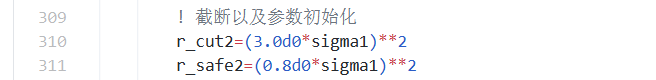 309 ! 截断以及参数初始化
310 r_cut2=(3.0d0*sigma1)**2
311 r_safe2=(0.8d0*sigma1)**2